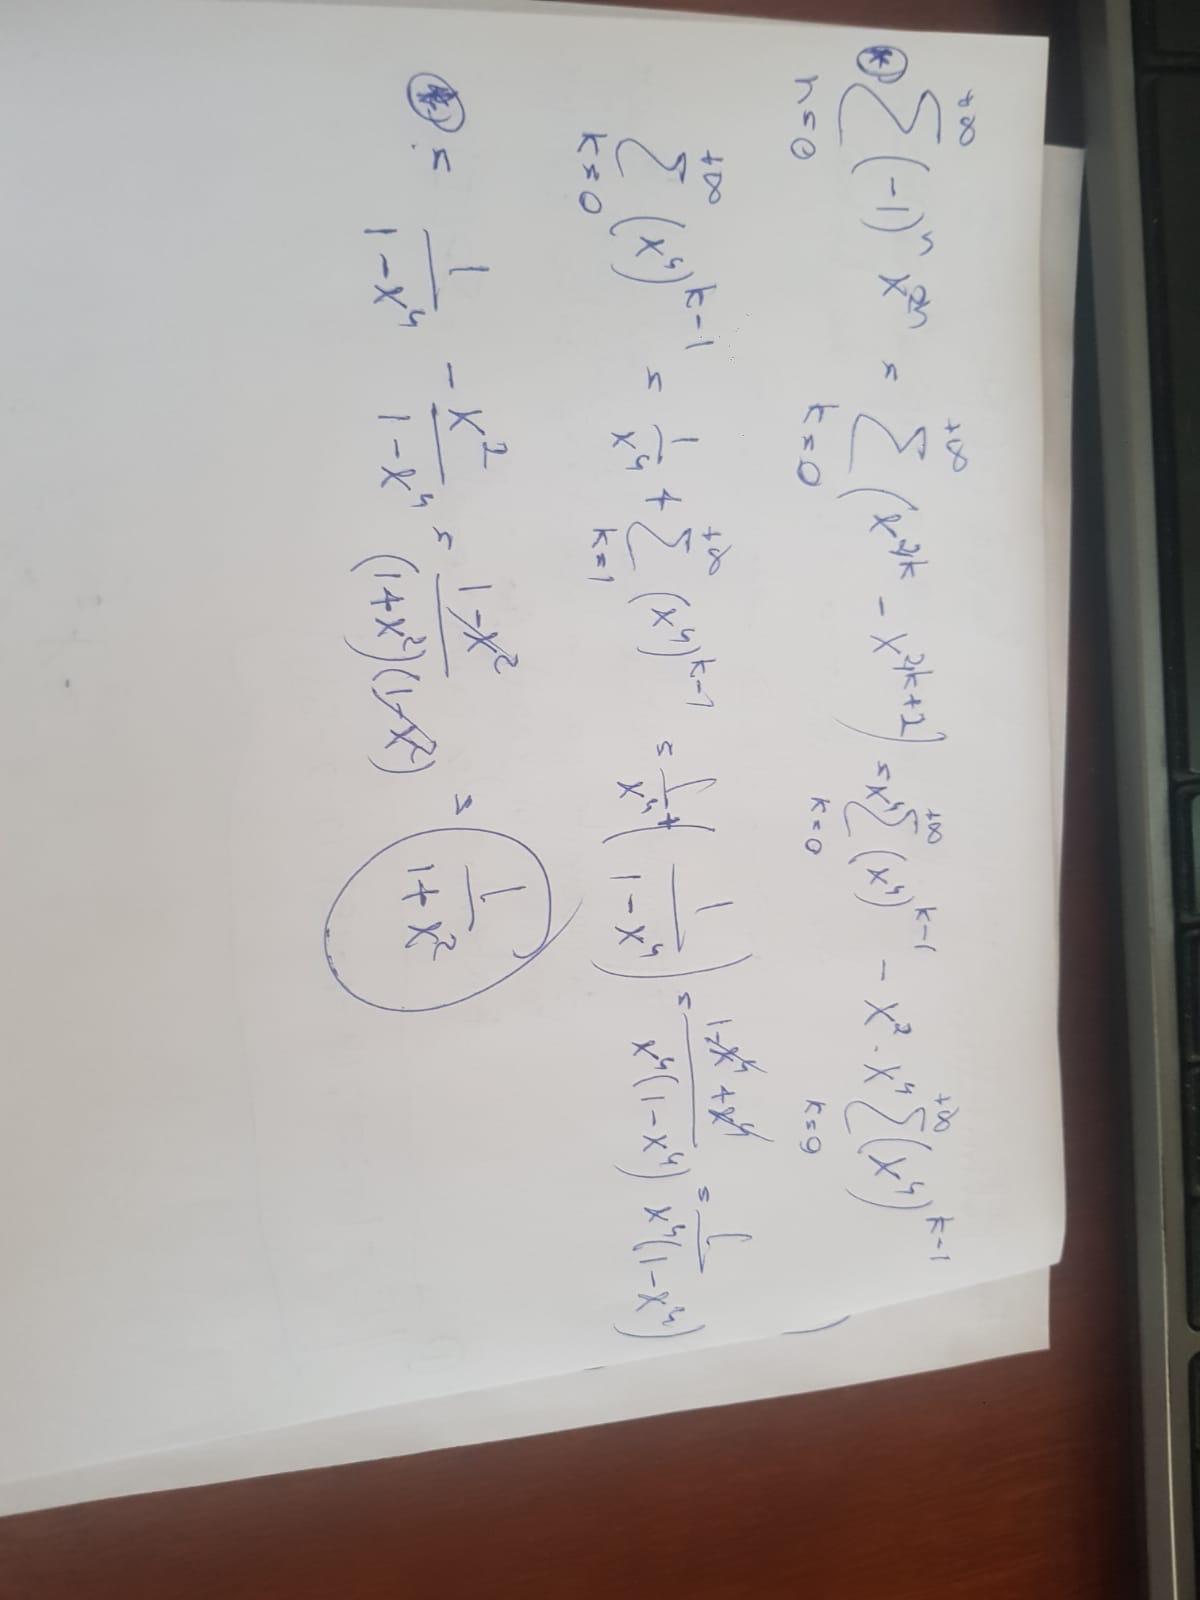 (*) \sum_{n=0}^{+\infty} (-1)^n x^{2n} = \sum_{k=0}^{+\infty} (x^{4k} - x^{4k+2}) = x^4 \sum_{k=0}^{+\infty} (x^4)^{k-1} - x^2 \cdot x^4 \sum_{k=0}^{+\infty} (x^4)^{k-1}
\sum_{k=0}^{+\infty} (x^4)^{k-1} = \frac{1}{x^4} + \sum_{k=1}^{+\infty} (x^4)^{k-1} = \frac{1}{x^4} + \left( \frac{1}{1-x^4} \right) = \frac{1-x^4+x^4}{x^4(1-x^4)} = \frac{1}{x^4(1-x^4)}
(*): = \frac{1}{1-x^4} - \frac{x^2}{1-x^4} = \frac{1-x^2}{(1+x^2)(1-x^2)} = \frac{1}{1+x^2}